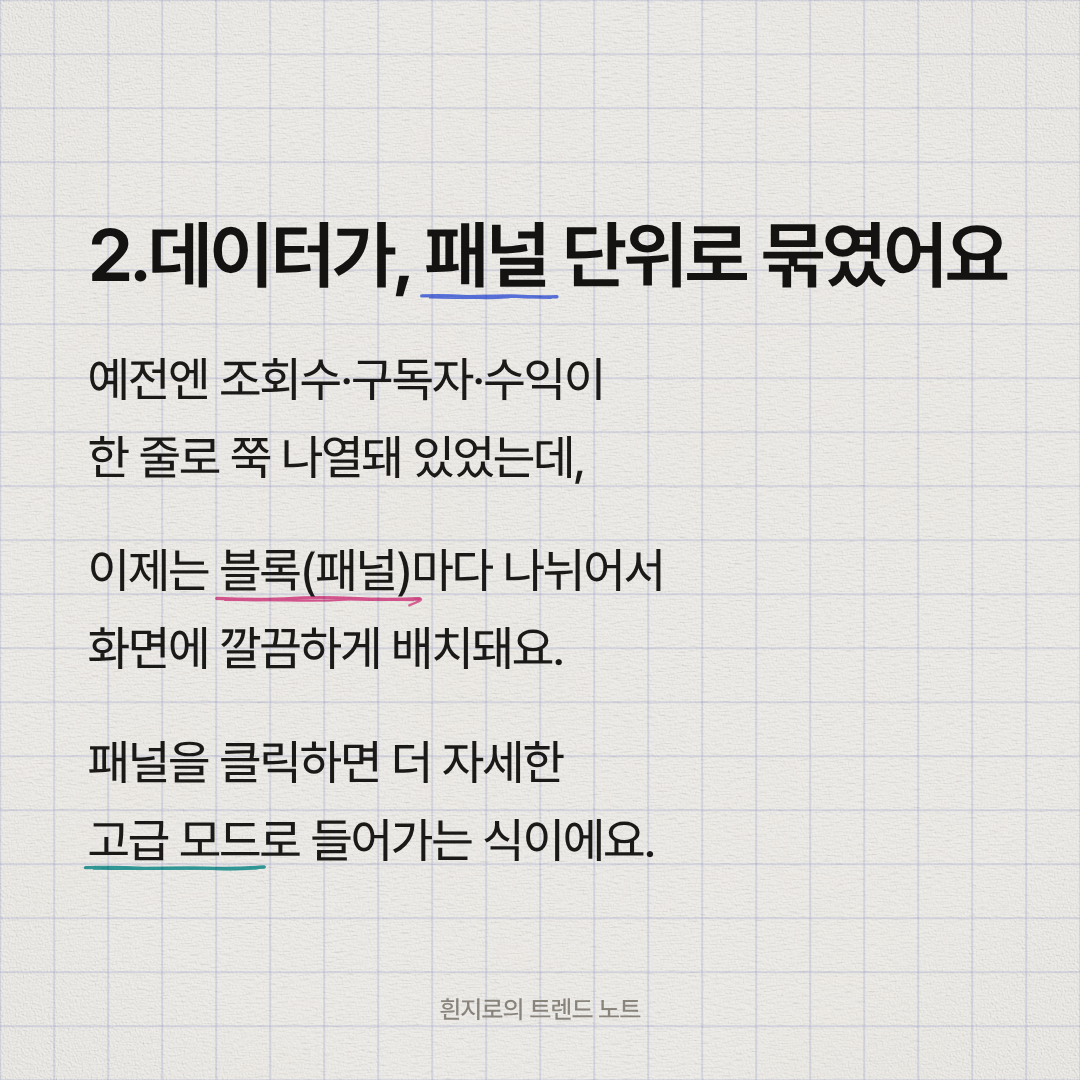 2.데이터가, 패널 단위로 묶였어요
예전엔 조회수·구독자·수익이
한 줄로 쭉 나열돼 있었는데,
이제는 블록(패널)마다 나뉘어서
화면에 깔끔하게 배치돼요.
패널을 클릭하면 더 자세한
고급 모드로 들어가는 식이에요.
흰지로의 트렌드 노트